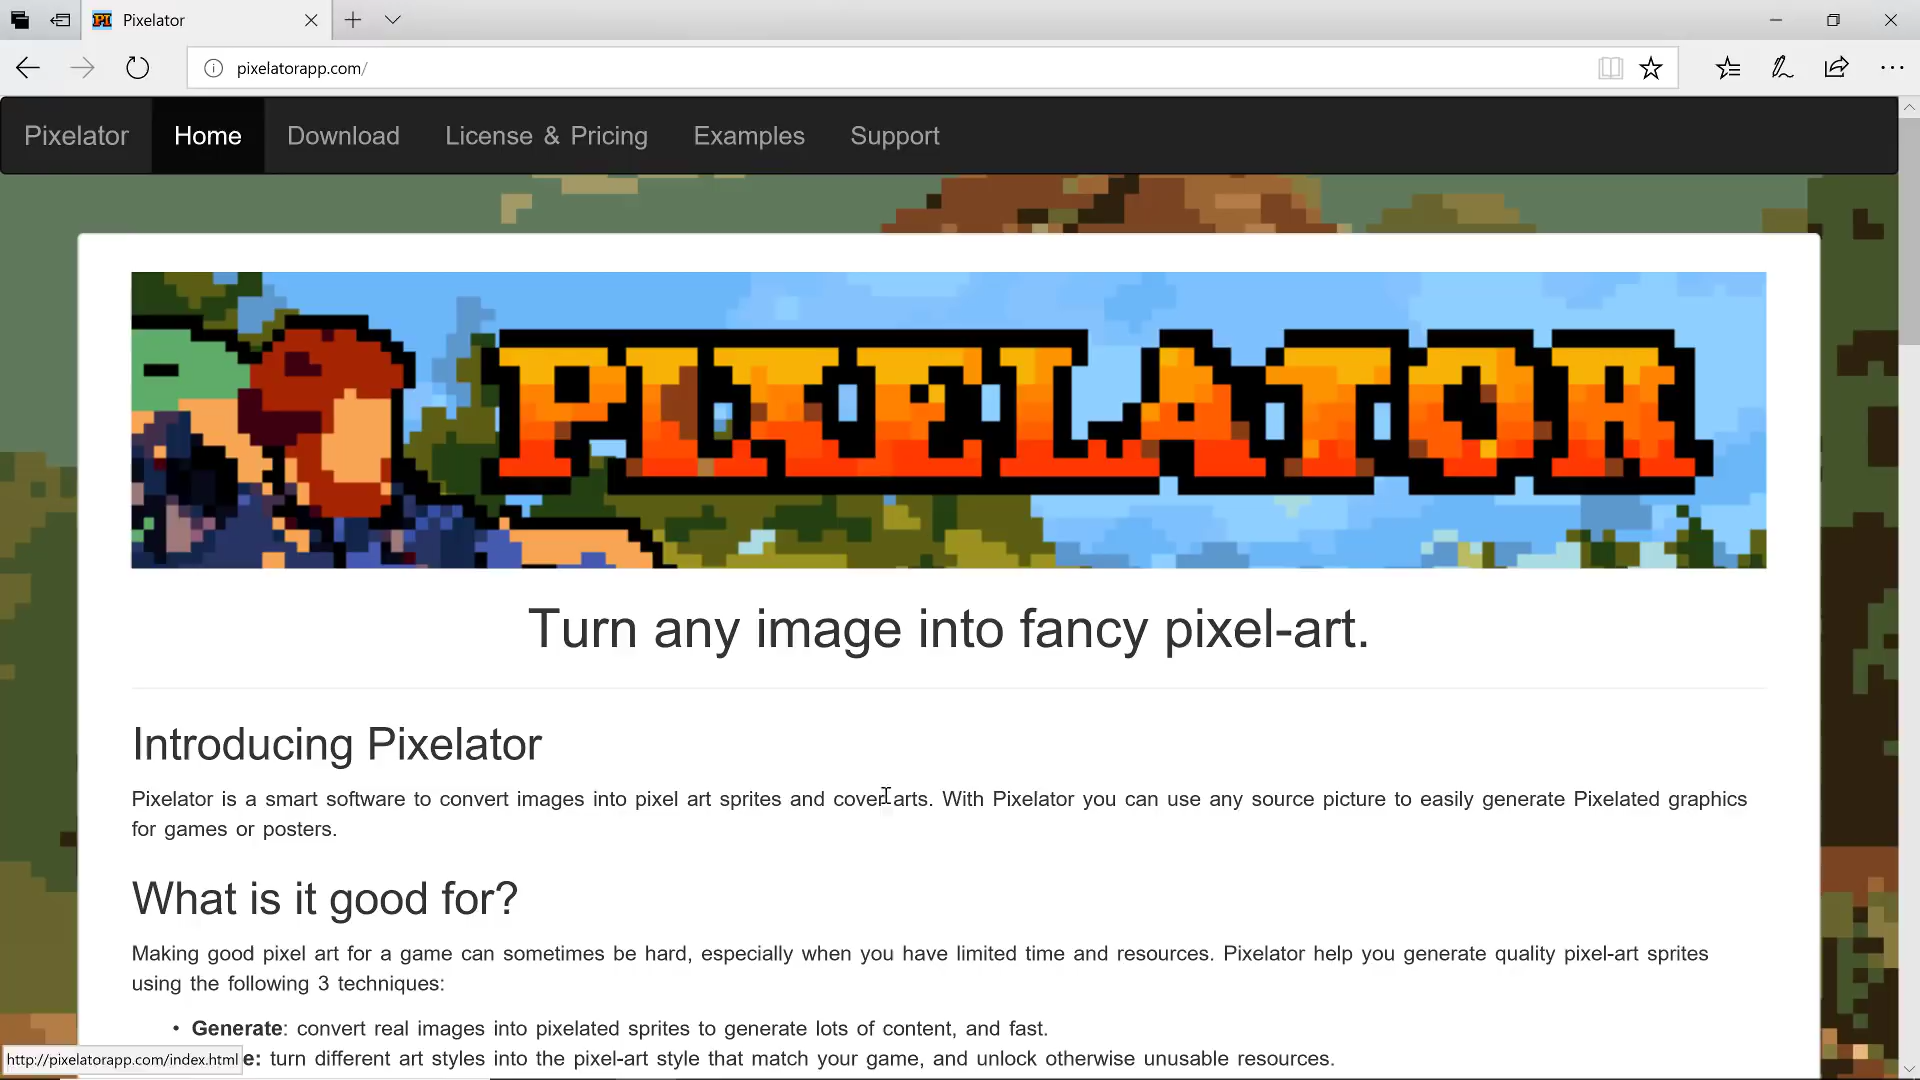 Pixelator
pixelatorapp.com/
Pixelator Home Download License & Pricing Examples Support
PIXELATOR
Turn any image into fancy pixel-art.
Introducing Pixelator
Pixelator is a smart software to convert images into pixel art sprites and cover arts. With Pixelator you can use any source picture to easily generate Pixelated graphics
for games or posters.
What is it good for?
Making good pixel art for a game can sometimes be hard, especially when you have limited time and resources. Pixelator help you generate quality pixel-art sprites
using the following 3 techniques:
• Generate: convert real images into pixelated sprites to generate lots of content, and fast.
e: turn different art styles into the pixel-art style that match your game, and unlock otherwise unusable resources.
http://pixelatorapp.com/index.html